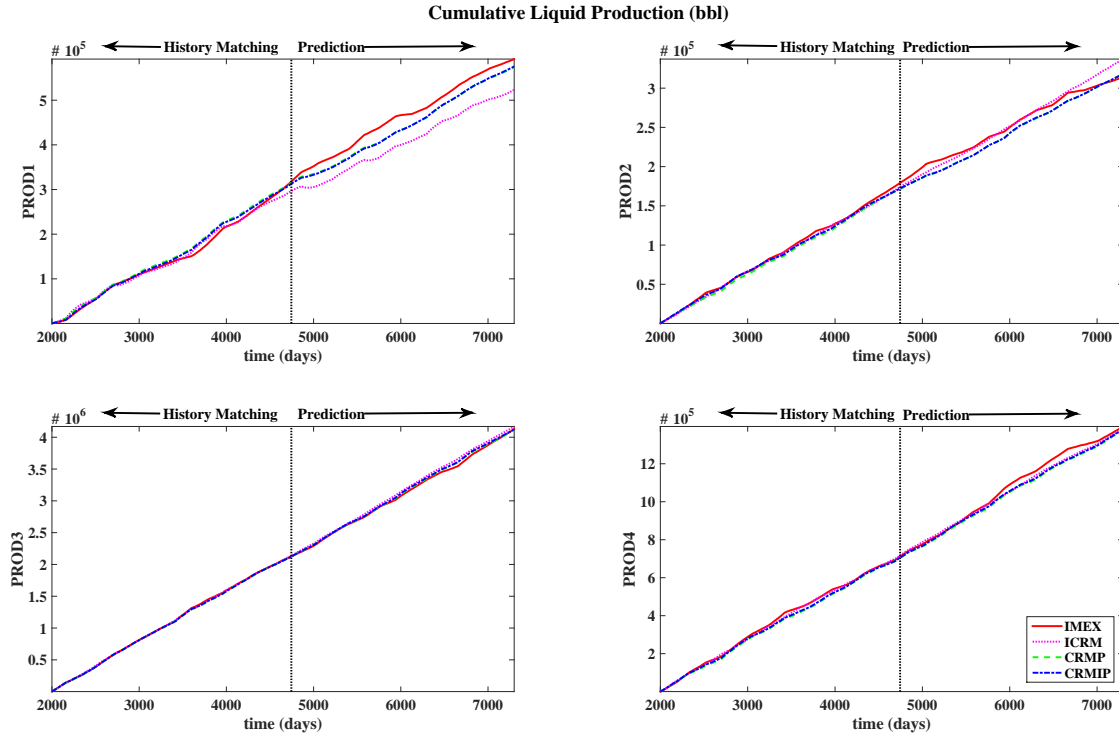 Cumulative Liquid Production (bbl)
# 10^5
History Matching
Prediction
PROD1
5
4
3
2
1
2000 3000 4000 5000 6000 7000
time (days)
# 10^5
History Matching
Prediction
PROD2
3
2.5
2
1.5
1
0.5
2000 3000 4000 5000 6000 7000
time (days)
# 10^6
History Matching
Prediction
PROD3
4
3.5
3
2.5
2
1.5
1
0.5
2000 3000 4000 5000 6000 7000
time (days)
# 10^5
History Matching
Prediction
PROD4
12
10
8
6
4
2
2000 3000 4000 5000 6000 7000
time (days)
IMEX
ICRM
CRMP
CRMIP